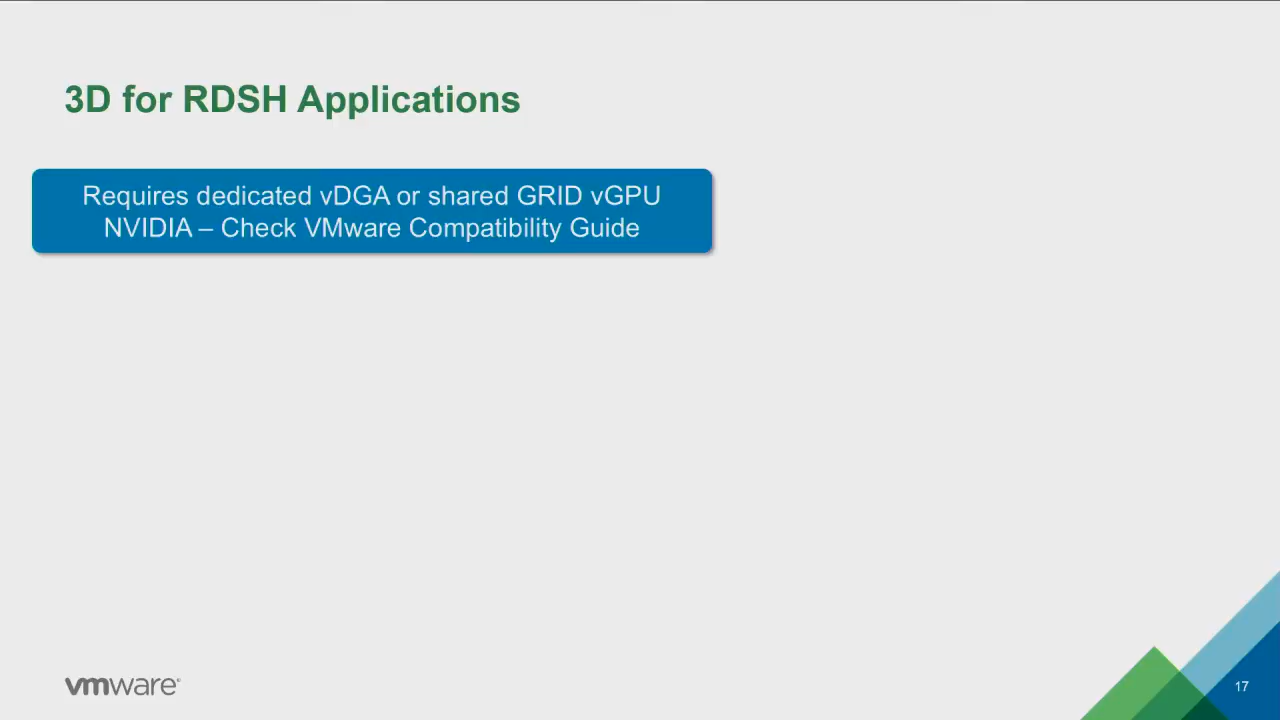 3D for RDSH Applications
Requires dedicated vDGA or shared GRID vGPU
NVIDIA – Check VMware Compatibility Guide
vmware®
17